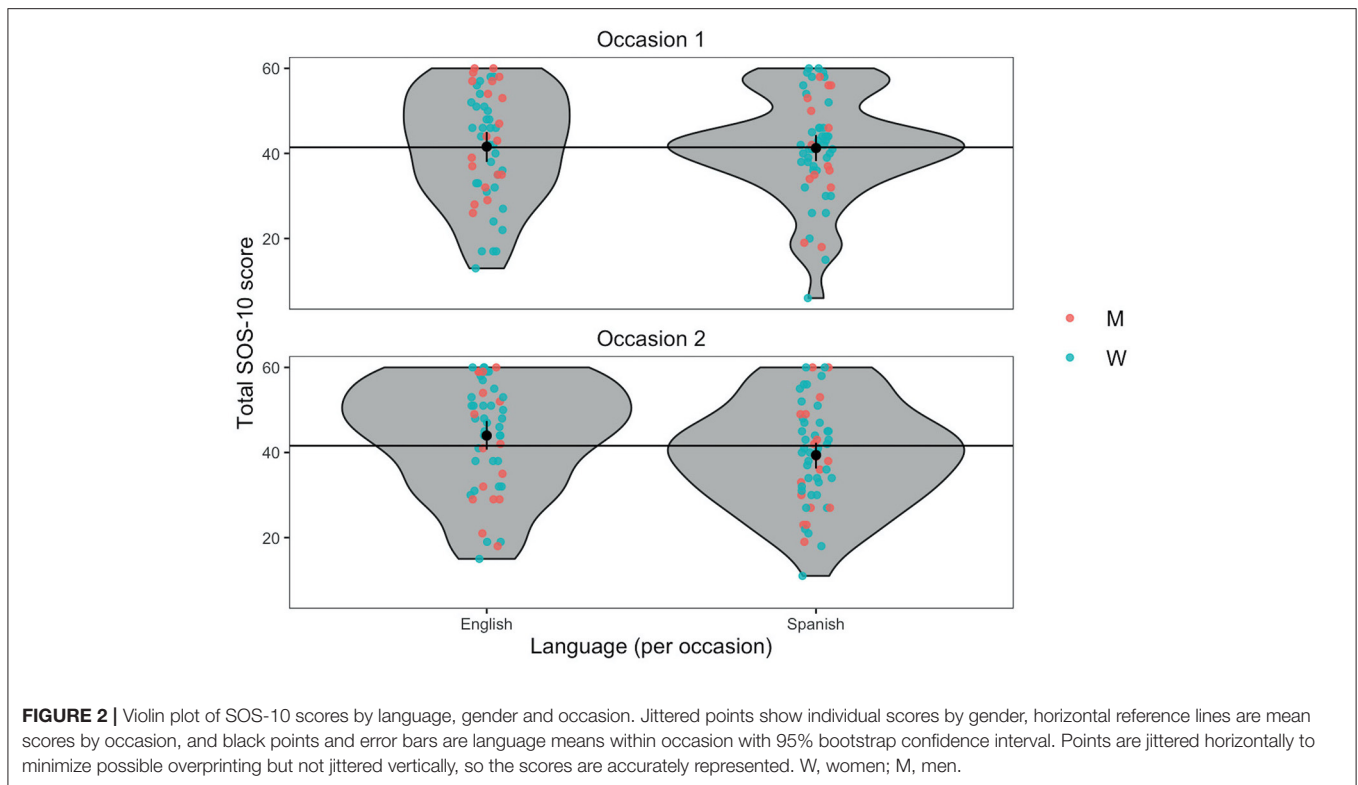 Occasion 1
60
40
20
Total SOS-10 score
M
W
Occasion 2
60
40
20
English Spanish
Language (per occasion)
FIGURE 2 | Violin plot of SOS-10 scores by language, gender and occasion. Jittered points show individual scores by gender, horizontal reference lines are mean
scores by occasion, and black points and error bars are language means within occasion with 95% bootstrap confidence interval. Points are jittered horizontally to
minimize possible overprinting but not jittered vertically, so the scores are accurately represented. W, women; M, men.